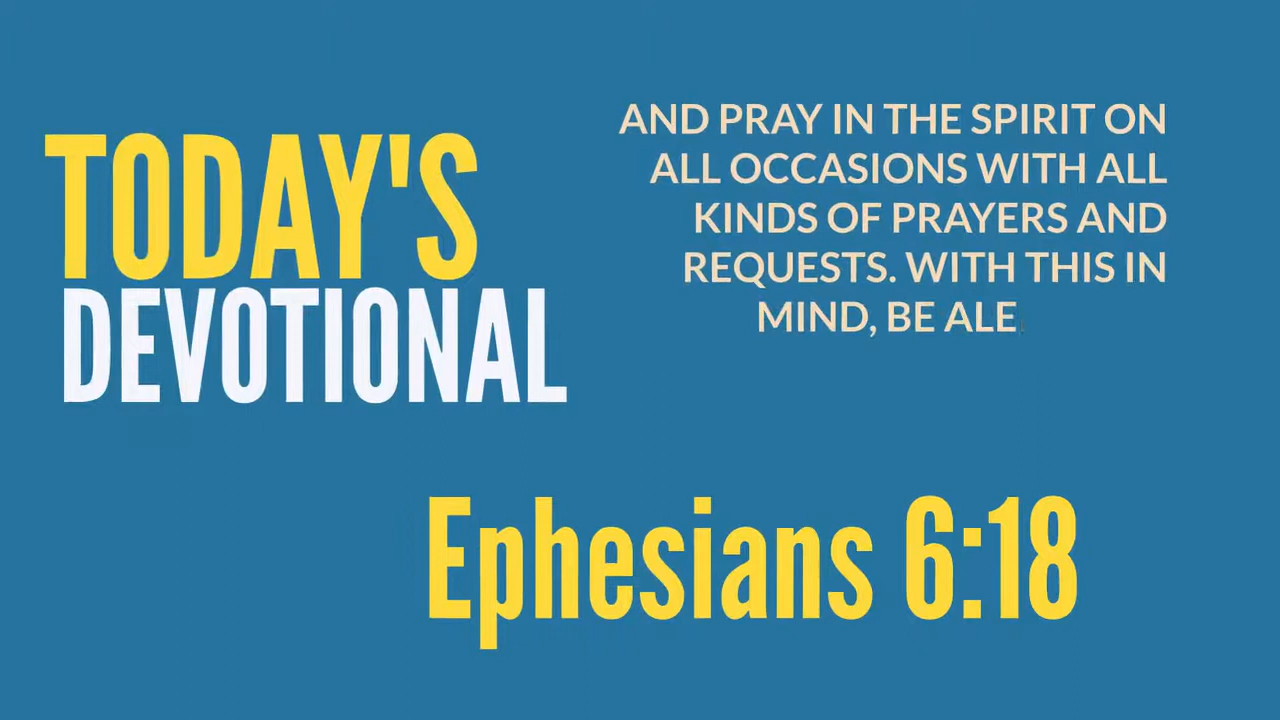 TODAY'S
DEVOTIONAL
AND PRAY IN THE SPIRIT ON
ALL OCCASIONS WITH ALL
KINDS OF PRAYERS AND
REQUESTS. WITH THIS IN
MIND, BE ALE
Ephesians 6:18